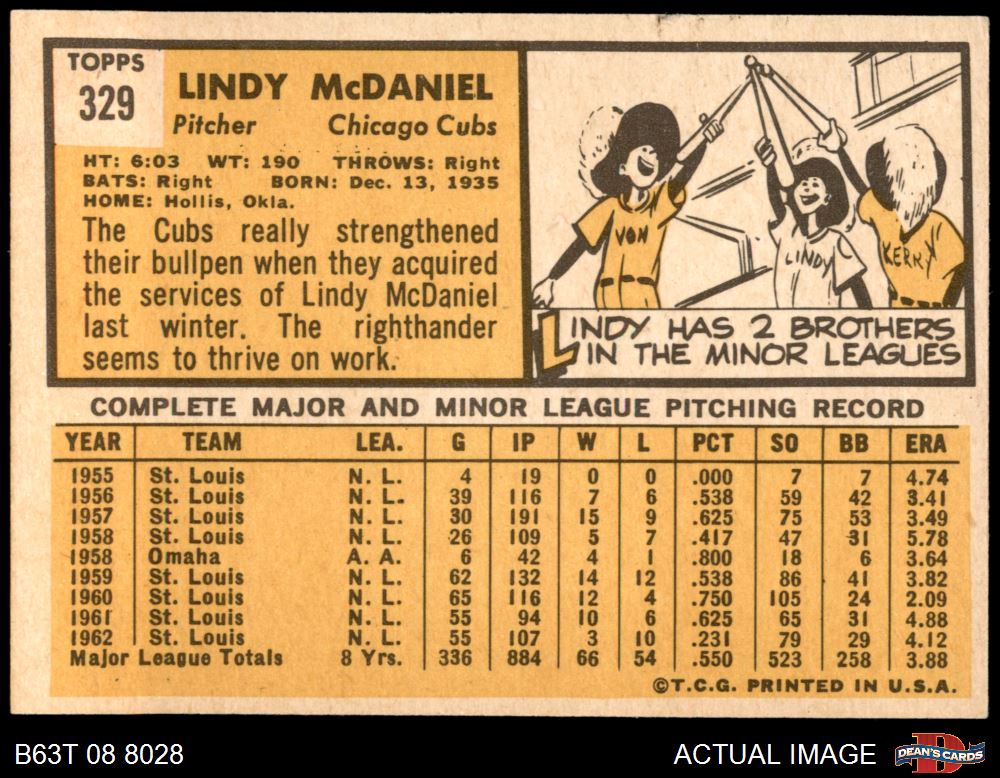 TOPPS
329
LINDY McDANIEL
Pitcher Chicago Cubs
HT: 6:03 WT: 190 THROWS: Right
BATS: Right BORN: Dec. 13, 1935
HOME: Hollis, Okla.
The Cubs really strengthened
their bullpen when they acquired
the services of Lindy McDaniel
last winter. The righthander
seems to thrive on work.
VON
LINDY
KERRY
LINDY HAS 2 BROTHERS
IN THE MINOR LEAGUES
COMPLETE MAJOR AND MINOR LEAGUE PITCHING RECORD
YEAR TEAM LEA. G IP W L PCT SO BB ERA
1955 St. Louis N. L. 4 19 0 0 .000 7 7 4.74
1956 St. Louis N. L. 39 116 7 6 .538 59 42 3.41
1957 St. Louis N. L. 30 191 15 9 .625 75 53 3.49
1958 St. Louis N. L. 26 109 5 7 .417 47 31 5.78
1958 Omaha A. A. 6 42 4 1 .800 18 6 3.64
1959 St. Louis N. L. 62 132 14 12 .538 86 41 3.82
1960 St. Louis N. L. 65 116 12 4 .750 105 24 2.09
1961 St. Louis N. L. 55 94 10 6 .625 65 31 4.88
1962 St. Louis N. L. 55 107 3 10 .231 79 29 4.12
Major League Totals 8 Yrs. 336 884 66 54 .550 523 258 3.88
©T.C.G. PRINTED IN U.S.A.
B63T 08 8028 ACTUAL IMAGE DEAN'S CARDS